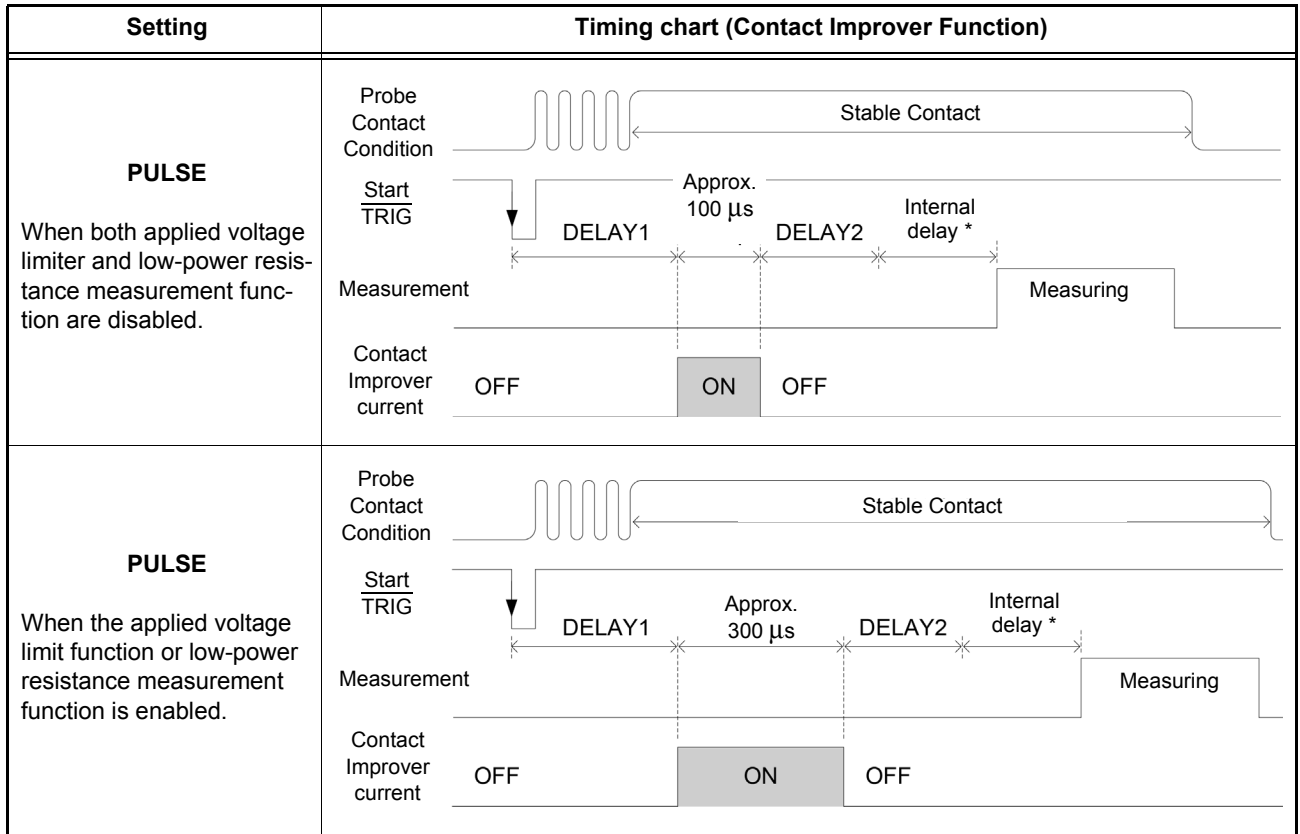 Setting
Timing chart (Contact Improver Function)
PULSE
When both applied voltage
limiter and low-power resis-
tance measurement func-
tion are disabled.
Probe
Contact
Condition
Stable Contact
Start
TRIG
DELAY1
Approx.
100 µs
DELAY2
Internal
delay *
Measurement
Measuring
Contact
Improver
current
OFF
ON
OFF
PULSE
When the applied voltage
limit function or low-power
resistance measurement
function is enabled.
Probe
Contact
Condition
Stable Contact
Start
TRIG
DELAY1
Approx.
300 µs
DELAY2
Internal
delay *
Measurement
Measuring
Contact
Improver
current
OFF
ON
OFF